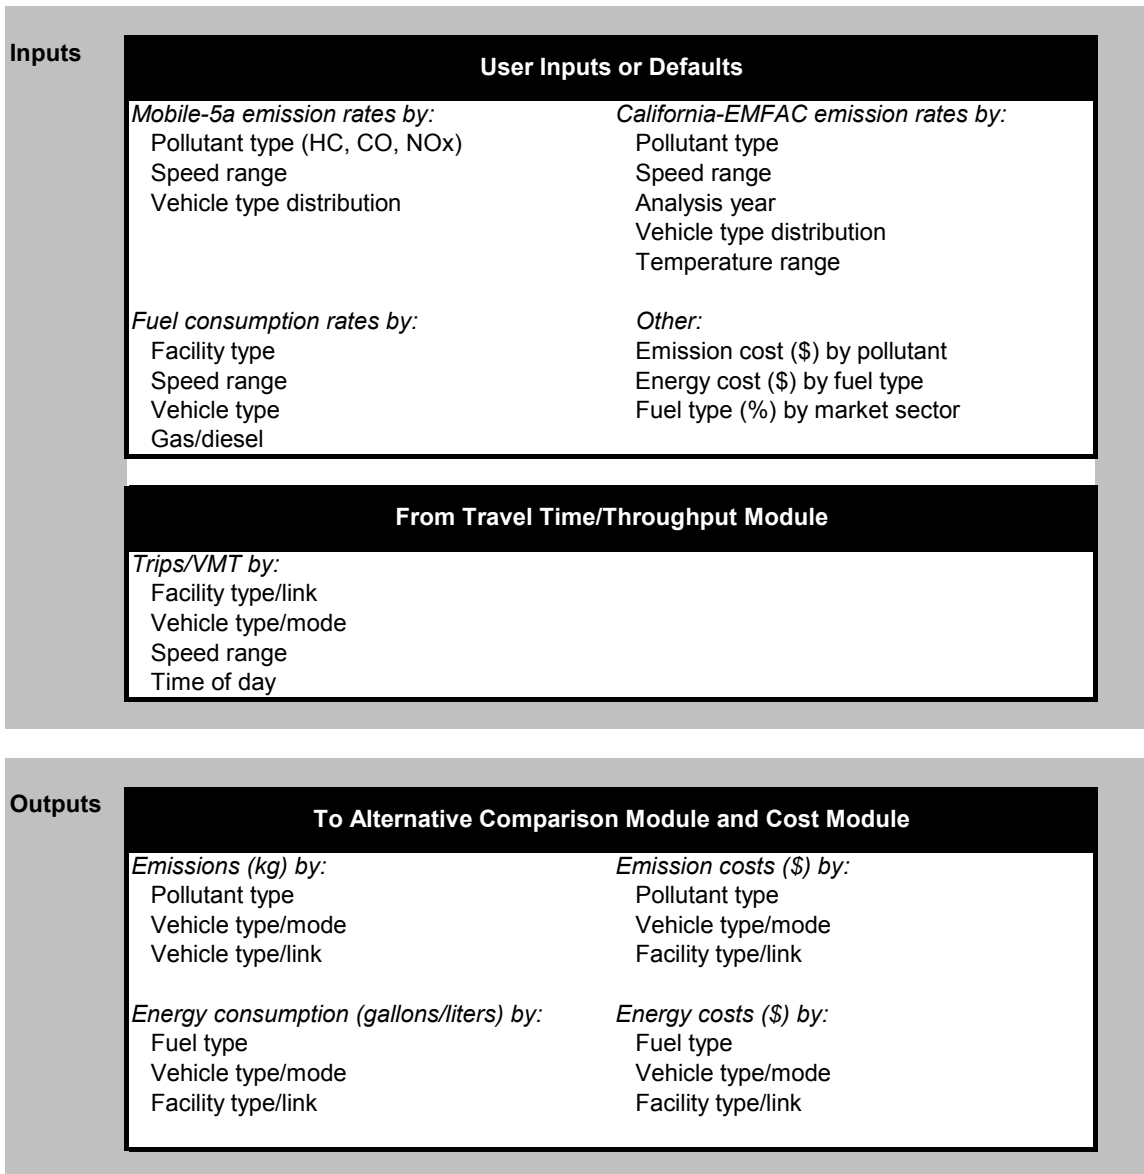 Inputs
User Inputs or Defaults
Mobile-5a emission rates by:
Pollutant type (HC, CO, NOx)
Speed range
Vehicle type distribution
California-EMFAC emission rates by:
Pollutant type
Speed range
Analysis year
Vehicle type distribution
Temperature range
Fuel consumption rates by:
Facility type
Speed range
Vehicle type
Gas/diesel
Other:
Emission cost ($) by pollutant
Energy cost ($) by fuel type
Fuel type (%) by market sector
From Travel Time/Throughput Module
Trips/VMT by:
Facility type/link
Vehicle type/mode
Speed range
Time of day
Outputs
To Alternative Comparison Module and Cost Module
Emissions (kg) by:
Pollutant type
Vehicle type/mode
Vehicle type/link
Emission costs ($) by:
Pollutant type
Vehicle type/mode
Facility type/link
Energy consumption (gallons/liters) by:
Fuel type
Vehicle type/mode
Facility type/link
Energy costs ($) by:
Fuel type
Vehicle type/mode
Facility type/link